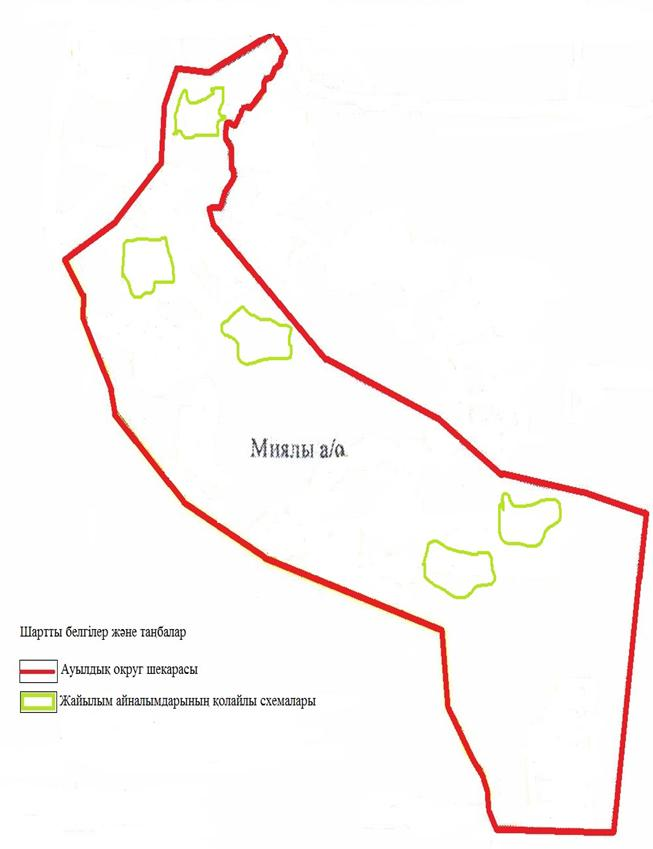 Миялы а/о
Шартты белгілер және таңбалар
Ауылдық округ шекарасы
Жайылым айналымдарының қолайлы схемалары